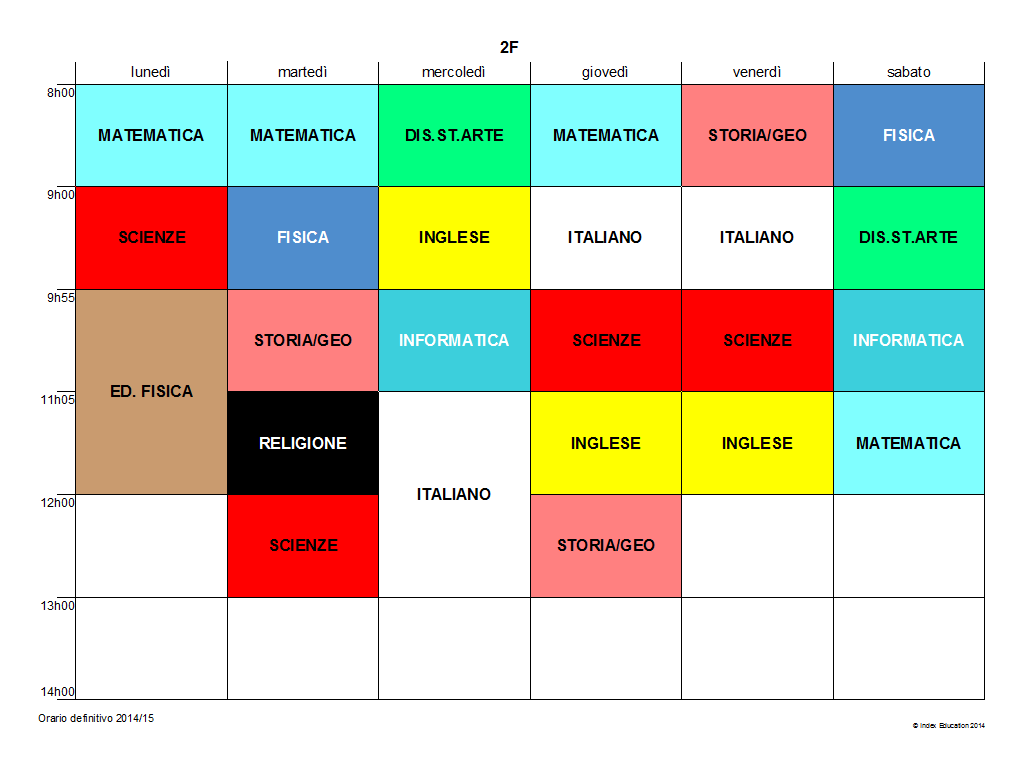 2F
lunedì martedì mercoledì giovedì venerdì sabato
8h00
MATEMATICA MATEMATICA DIS.ST.ARTE MATEMATICA STORIA/GEO FISICA
9h00
SCIENZE FISICA INGLESE ITALIANO ITALIANO DIS.ST.ARTE
9h55
STORIA/GEO INFORMATICA SCIENZE SCIENZE INFORMATICA
ED. FISICA
11h05
RELIGIONE INGLESE INGLESE MATEMATICA
ITALIANO
12h00
SCIENZE STORIA/GEO
13h00
14h00
Orario definitivo 2014/15
© Index Education 2014